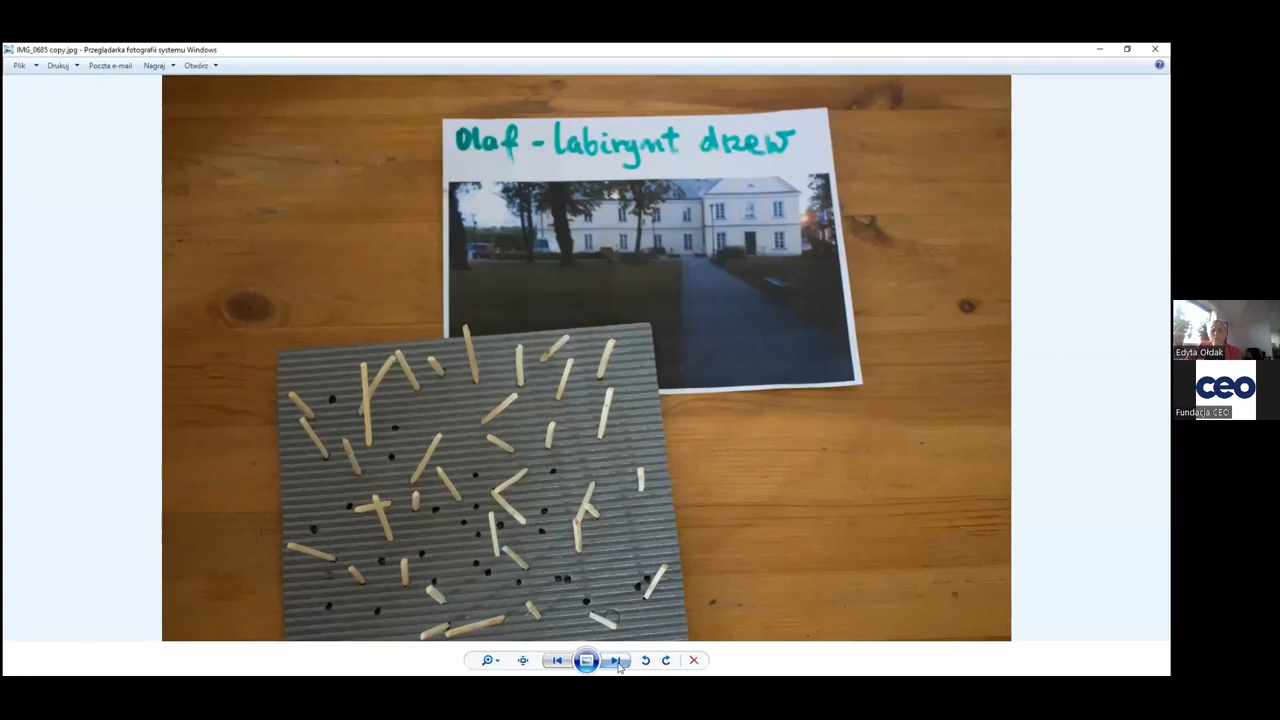 IMG_0685 copy.jpg - Przeglądarka fotografii systemu Windows
Plik Drukuj Poczta e-mail Nagraj Otwórz
Olaf - labirynt drzew
Edyta Ołdak
ceo
Fundacja CEO